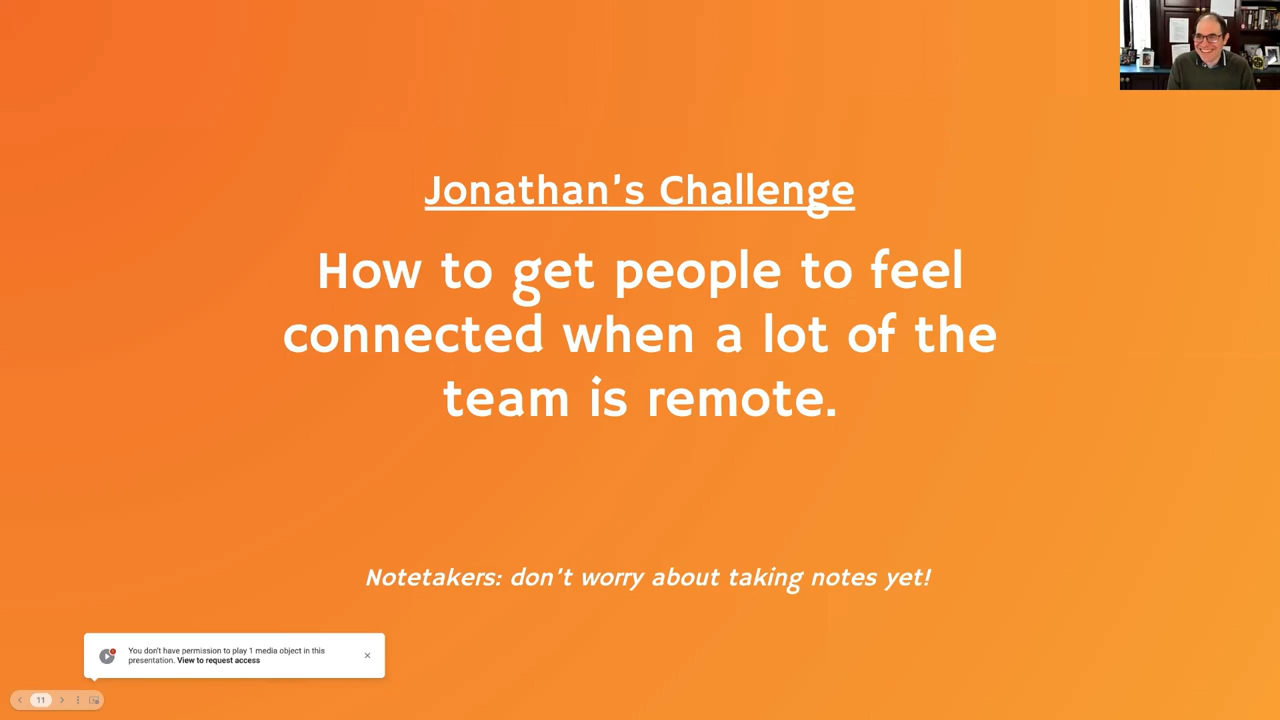 Jonathan's Challenge
How to get people to feel
connected when a lot of the
team is remote.
Notetakers: don't worry about taking notes yet!
You don't have permission to play 1 media object in this
presentation. View to request access
11